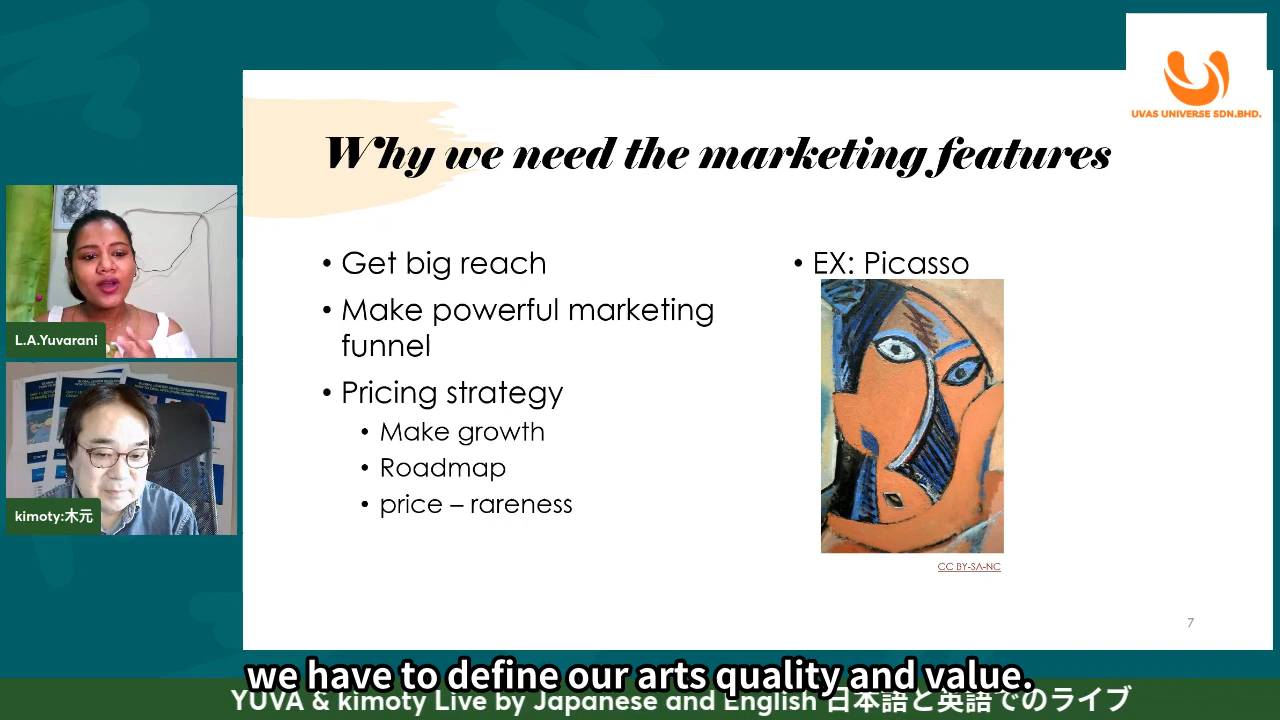 UVAS UNIVERSE SDN.BHD.
Why we need the marketing features
• Get big reach
• Make powerful marketing
funnel
• Pricing strategy
• Make growth
• Roadmap
• price – rareness
• EX: Picasso
CC BY-SA-NC
7
L.A.Yuvarani
kimoty:木元
we have to define our arts quality and value.
YUVA & kimoty Live by Japanese and English 日本語と英語でのライブ